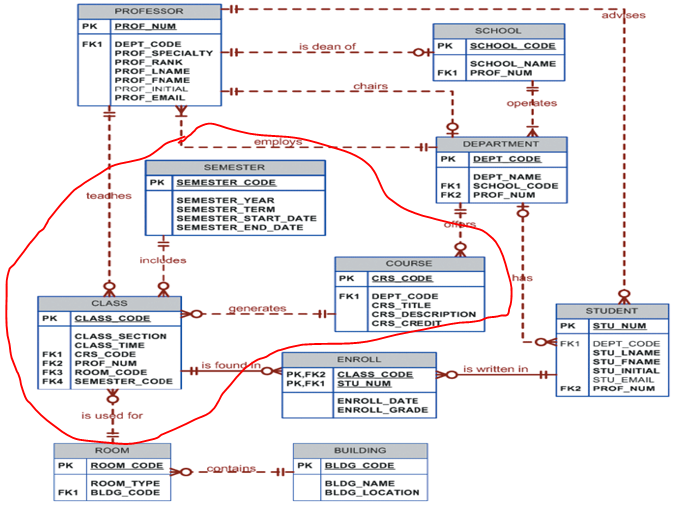 PROFESSOR
PK PROF_NUM
FK1 DEPT_CODE
PROF_SPECIALTY
PROF_RANK
PROF_LNAME
PROF_FNAME
PROF_INITIAL
PROF_EMAIL
advises
is dean of
SCHOOL
PK SCHOOL_CODE
SCHOOL_NAME
FK1 PROF_NUM
chairs
operates
employs
DEPARTMENT
PK DEPT_CODE
DEPT_NAME
FK1 SCHOOL_CODE
FK2 PROF_NUM
SEMESTER
PK SEMESTER_CODE
SEMESTER_YEAR
SEMESTER_TERM
SEMESTER_START_DATE
SEMESTER_END_DATE
teaches
offers
includes
COURSE
PK CRS_CODE
FK1 DEPT_CODE
CRS_TITLE
CRS_DESCRIPTION
CRS_CREDIT
has
CLASS
PK CLASS_CODE
CLASS_SECTION
CLASS_TIME
FK1 CRS_CODE
FK2 PROF_NUM
FK3 ROOM_CODE
FK4 SEMESTER_CODE
generates
STUDENT
PK STU_NUM
FK1 DEPT_CODE
STU_LNAME
STU_FNAME
STU_INITIAL
STU_EMAIL
FK2 PROF_NUM
is found in
ENROLL
PK,FK2 CLASS_CODE
PK,FK1 STU_NUM
ENROLL_DATE
ENROLL_GRADE
is written in
is used for
ROOM
PK ROOM_CODE
ROOM_TYPE
FK1 BLDG_CODE
contains
BUILDING
PK BLDG_CODE
BLDG_NAME
BLDG_LOCATION